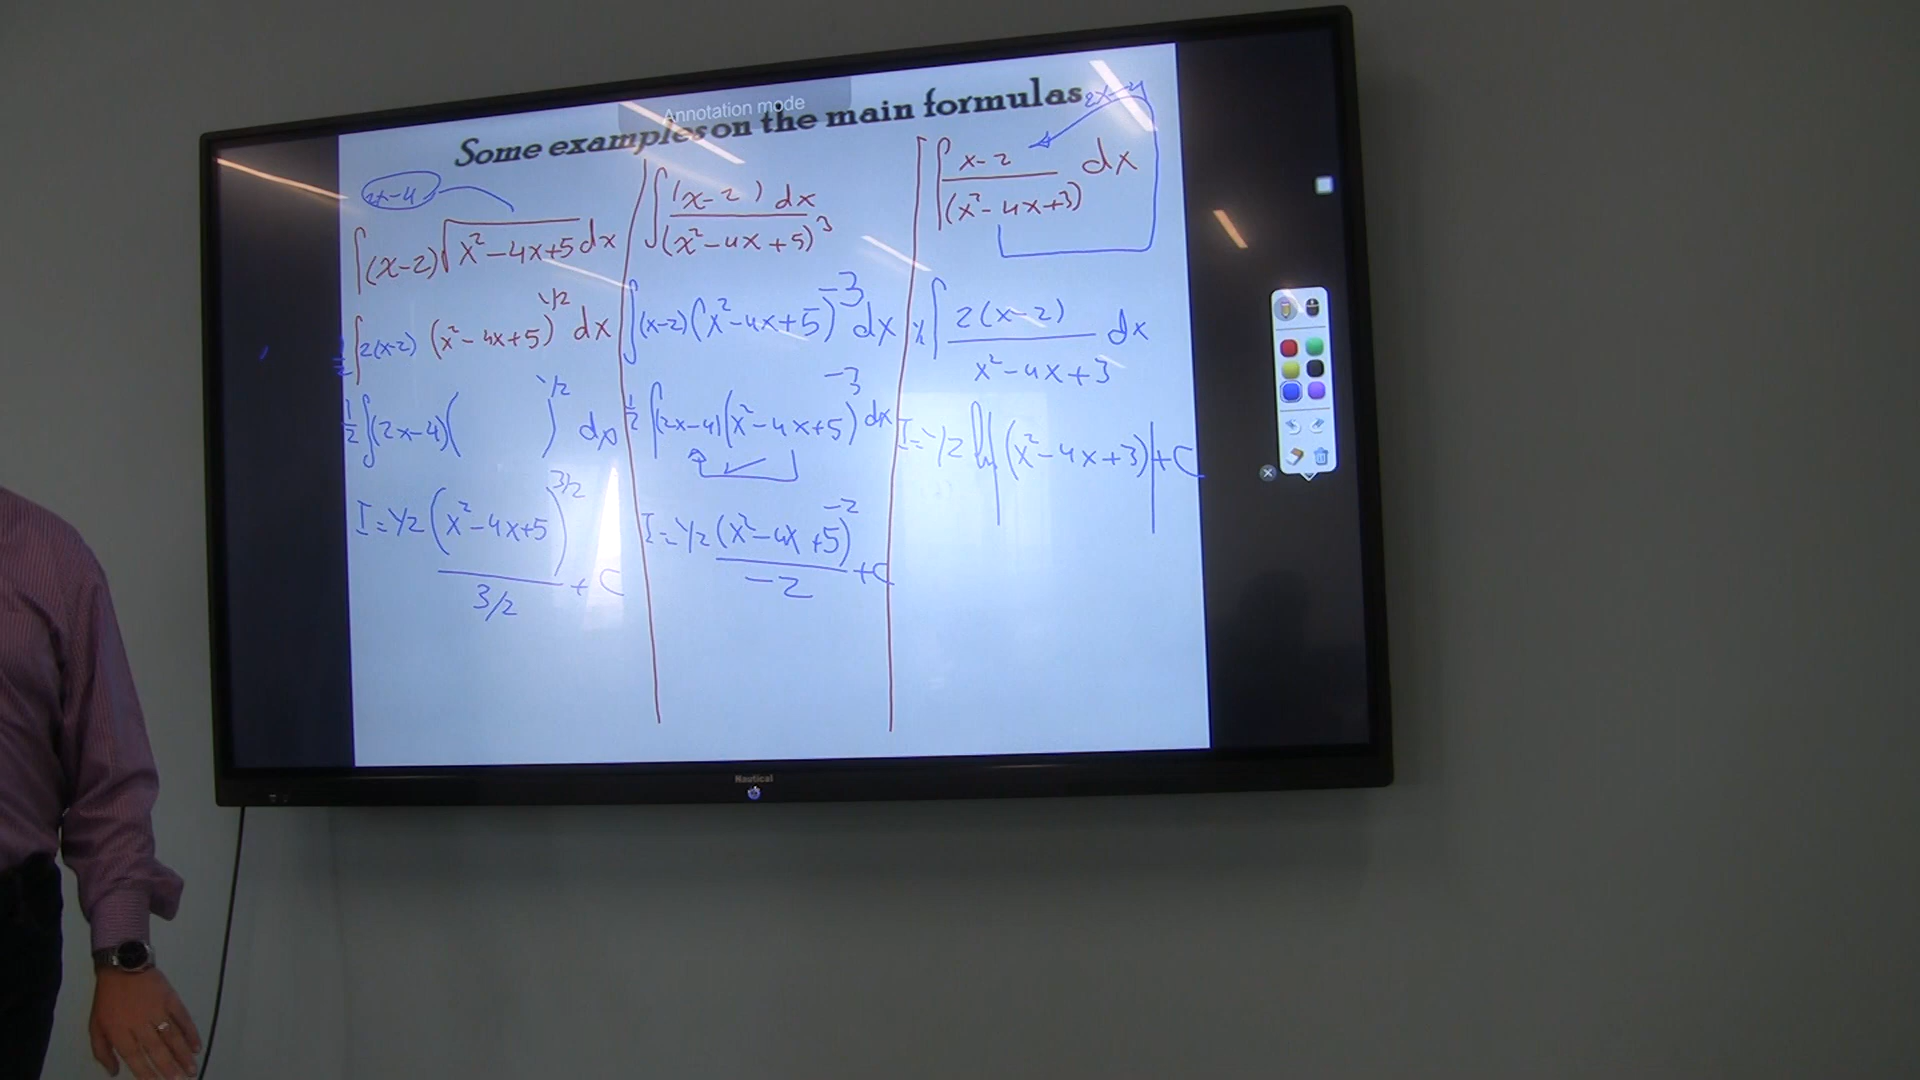 Annotation mode
Some examples on the main formulas
2x-4
∫(x-2)√(x²-4x+5) dx
1/2 ∫2(x-2) (x²-4x+5)^1/2 dx
1/2 ∫(2x-4)( )^1/2 dx
I = 1/2 (x²-4x+5)^3/2
3/2 + C
∫(x-2) dx
(x²-4x+5)³
∫(x-2)(x²-4x+5)^-3 dx
1/2 ∫(2x-4)(x²-4x+5)^-3 dx
I = 1/2 (x²-4x+5)^-2
-2 + C
2x-4
∫ x-2 dx
(x²-4x+3)
1/2 ∫ 2(x-2) dx
x²-4x+3
I = 1/2 ln|(x²-4x+3)| + C
Nautical